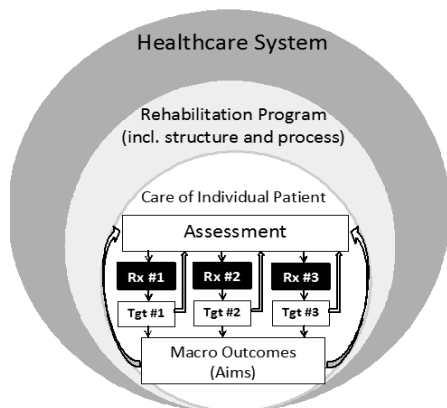 Healthcare System
Rehabilitation Program
(incl. structure and process)
Care of Individual Patient
Assessment
Rx #1 Rx #2 Rx #3
Tgt #1 Tgt #2 Tgt #3
Macro Outcomes
(Aims)